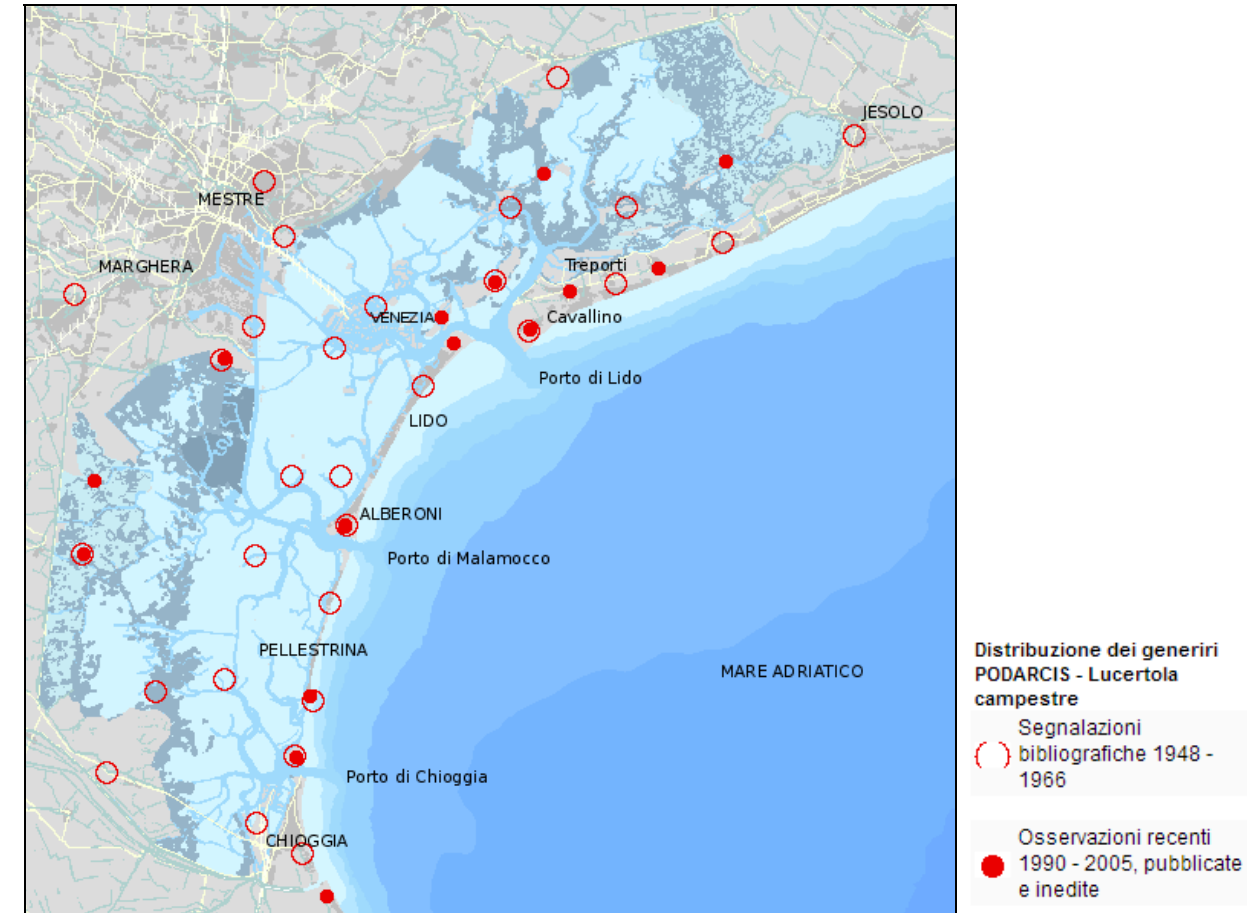 JESOLO
MESTRE
MARGHERA
Treporti
VENEZIA
Cavallino
Porto di Lido
LIDO
ALBERONI
Porto di Malamocco
PELLESTRINA
MARE ADRIATICO
Porto di Chioggia
CHIOGGIA
Distribuzione dei generiri
PODARCIS - Lucertola
campestre
Segnalazioni
bibliografiche 1948 -
1966
Osservazioni recenti
1990 - 2005, pubblicate
e inedite